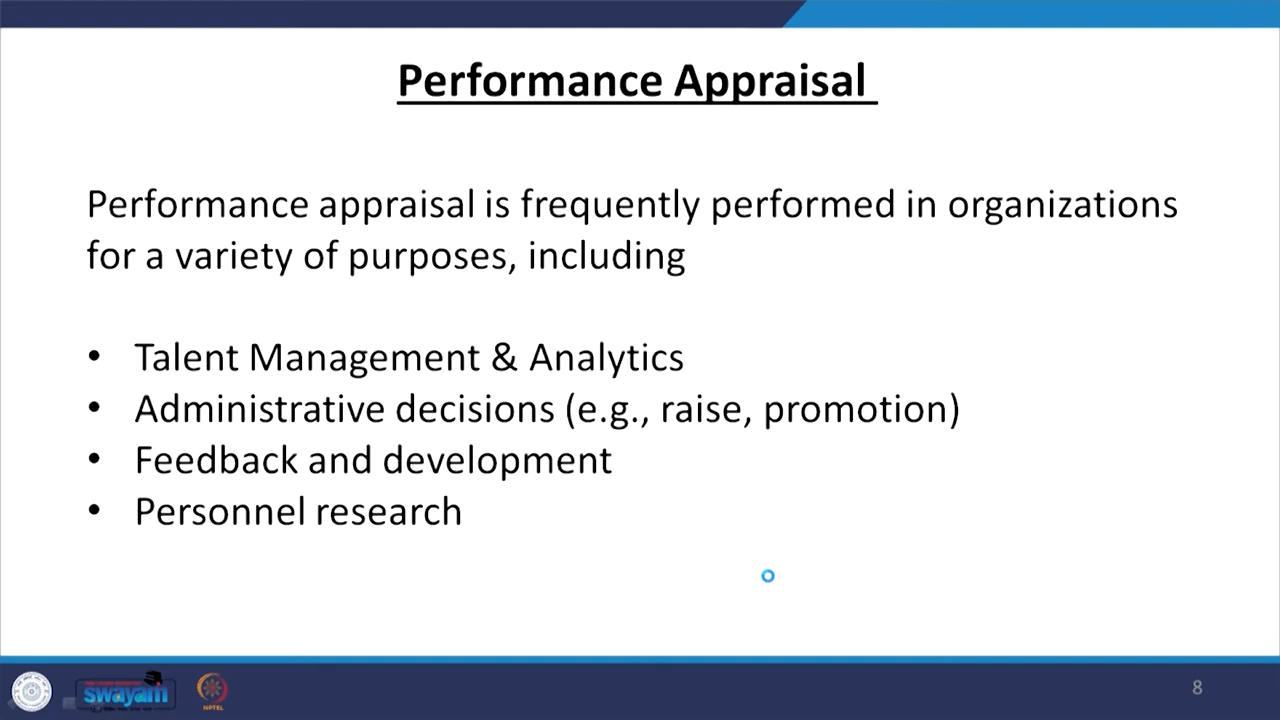 Performance Appraisal
Performance appraisal is frequently performed in organizations
for a variety of purposes, including
• Talent Management & Analytics
• Administrative decisions (e.g., raise, promotion)
• Feedback and development
• Personnel research
swayam
NPTEL
8